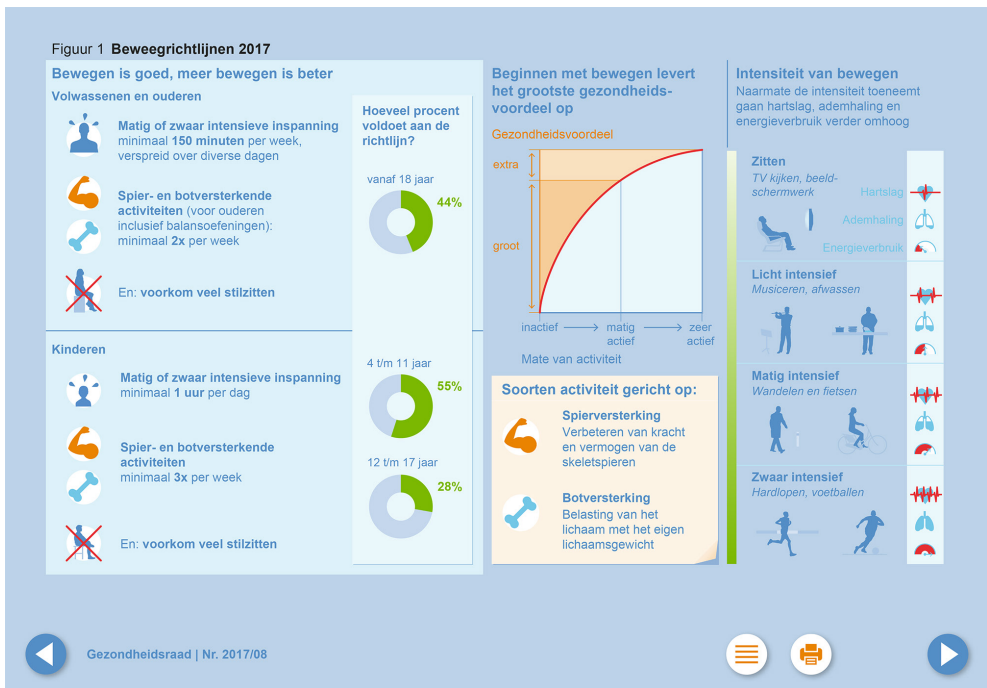 Figuur 1 Beweegrichtlijnen 2017
Bewegen is goed, meer bewegen is beter
Volwassenen en ouderen
Matig of zwaar intensieve inspanning
minimaal 150 minuten per week,
verspreid over diverse dagen
Spier- en botversterkende
activiteiten (voor ouderen
inclusief balansoefeningen):
minimaal 2x per week
En: voorkom veel stilzitten
Kinderen
Matig of zwaar intensieve inspanning
minimaal 1 uur per dag
Spier- en botversterkende
activiteiten
minimaal 3x per week
En: voorkom veel stilzitten
Hoeveel procent
voldoet aan de
richtlijn?
vanaf 18 jaar
44%
4 t/m 11 jaar
55%
12 t/m 17 jaar
28%
Beginnen met bewegen levert
het grootste gezondheids-
voordeel op
Gezondheidsvoordeel
extra
groot
inactief
matig
actief
zeer
actief
Mate van activiteit
Soorten activiteit gericht op:
Spierversterking
Verbeteren van kracht
en vermogen van de
skeletspieren
Botversterking
Belasting van het
lichaam met het eigen
lichaamsgewicht
Intensiteit van bewegen
Naarmate de intensiteit toeneemt
gaan hartslag, ademhaling en
energieverbruik verder omhoog
Zitten
TV kijken, beeld-
schermwerk
Hartslag
Ademhaling
Energieverbruik
Licht intensief
Musiceren, afwassen
Matig intensief
Wandelen en fietsen
Zwaar intensief
Hardlopen, voetballen
Gezondheidsraad | Nr. 2017/08